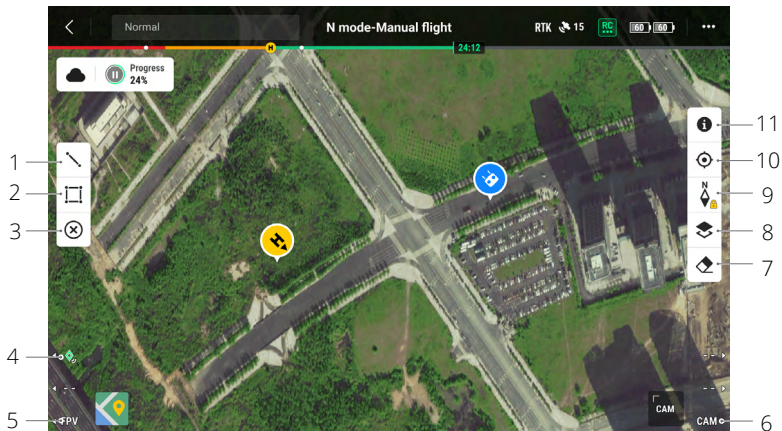 Normal
N mode-Manual flight
RTK 15 RC 60 60
H
24:12
Progress
24%
1
2
3
4
5
FPV
H
CAM
CAM
11
10
N
9
8
7
6